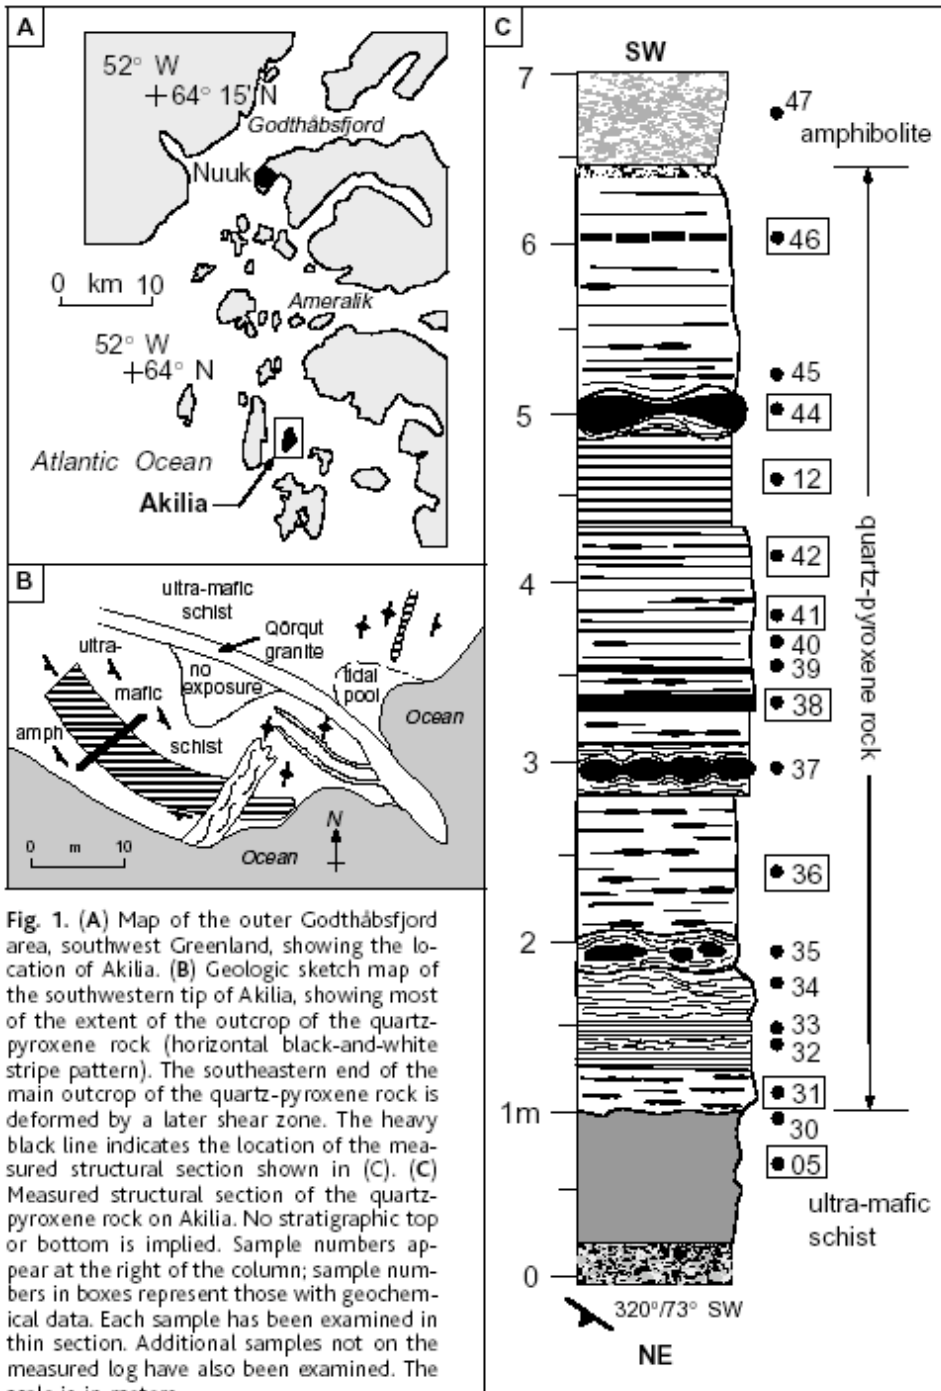 A
52° W
64° 15' N
Godthåbsfjord
Nuuk
0 km 10
Ameralik
52° W
64° N
Atlantic Ocean
Akilia
B
ultra-mafic
schist
Qôrqut
granite
ultra-
mafic
schist
no
exposure
tidal
pool
Ocean
amph
0 m 10
N
Ocean
Fig. 1. (A) Map of the outer Godthåbsfjord
area, southwest Greenland, showing the lo-
cation of Akilia. (B) Geologic sketch map of
the southwestern tip of Akilia, showing most
of the extent of the outcrop of the quartz-
pyroxene rock (horizontal black-and-white
stripe pattern). The southeastern end of the
main outcrop of the quartz-pyroxene rock is
deformed by a later shear zone. The heavy
black line indicates the location of the mea-
sured structural section shown in (C). (C)
Measured structural section of the quartz-
pyroxene rock on Akilia. No stratigraphic top
or bottom is implied. Sample numbers ap-
pear at the right of the column; sample num-
bers in boxes represent those with geochem-
ical data. Each sample has been examined in
thin section. Additional samples not on the
measured log have also been examined. The
scale is in meters.
C
SW
7
6
5
4
3
2
1m
0
47
amphibolite
46
45
44
12
42
41
40
39
38
37
36
35
34
33
32
31
30
05
quartz-pyroxene rock
ultra-mafic
schist
320°/73° SW
NE